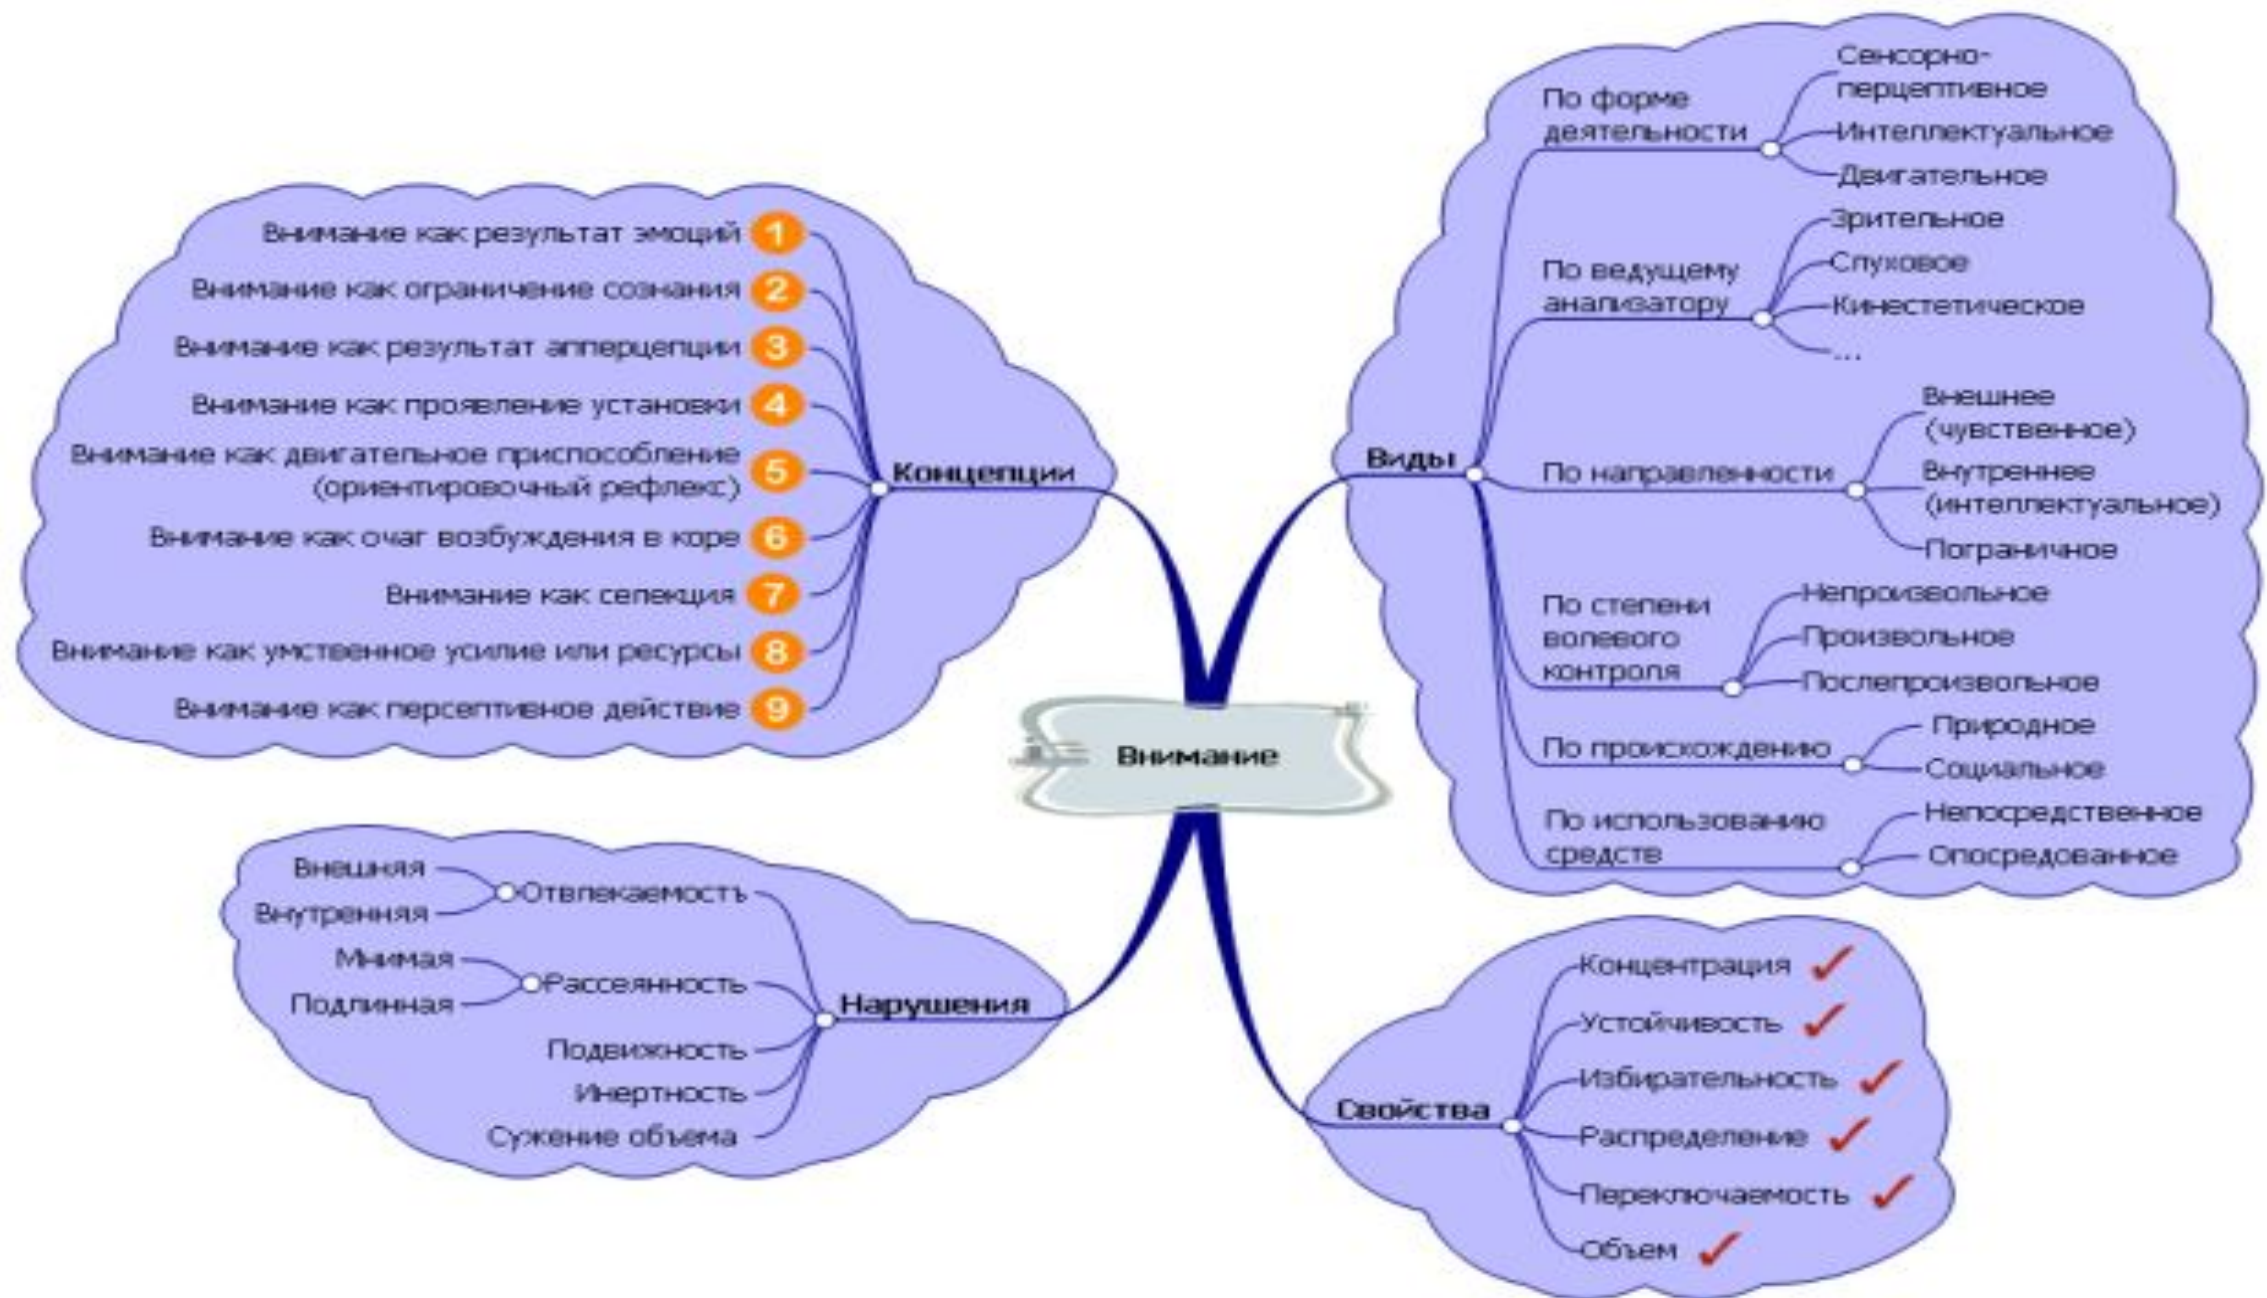 Внимание
Концепции
Внимание как результат эмоций 1
Внимание как ограничение сознания 2
Внимание как результат апперцепции 3
Внимание как проявление установки 4
Внимание как двигательное приспособление
(ориентировочный рефлекс) 5
Внимание как очаг возбуждения в коре 6
Внимание как селекция 7
Внимание как умственное усилие или ресурсы 8
Внимание как персептивное действие 9
Виды
По форме
деятельности
Сенсорно-
перцептивное
Интеллектуальное
Двигательное
По ведущему
анализатору
Зрительное
Слуховое
Кинестетическое
...
По направленности
Внешнее
(чувственное)
Внутреннее
(интеллектуальное)
Пограничное
По степени
волевого
контроля
Непроизвольное
Произвольное
Послепроизвольное
По происхождению
Природное
Социальное
По использованию
средств
Непосредственное
Опосредованное
Нарушения
Отвлекаемость
Внешняя
Внутренняя
Рассеянность
Мнимая
Подлинная
Подвижность
Инертность
Сужение объема
Свойства
Концентрация
Устойчивость
Избирательность
Распределение
Переключаемость
Объем